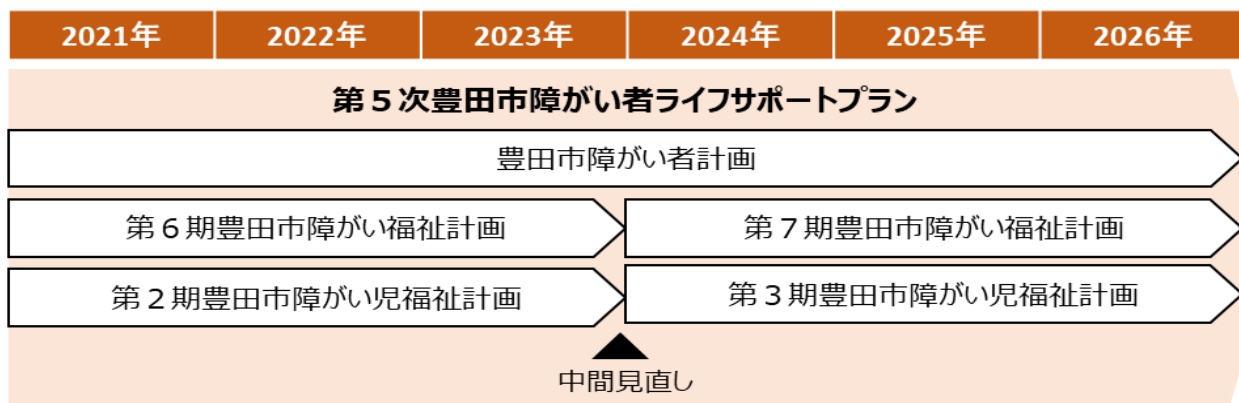 2021年 2022年 2023年 2024年 2025年 2026年
第５次豊田市障がい者ライフサポートプラン
豊田市障がい者計画
第６期豊田市障がい福祉計画 第７期豊田市障がい福祉計画
第２期豊田市障がい児福祉計画 第３期豊田市障がい児福祉計画
中間見直し